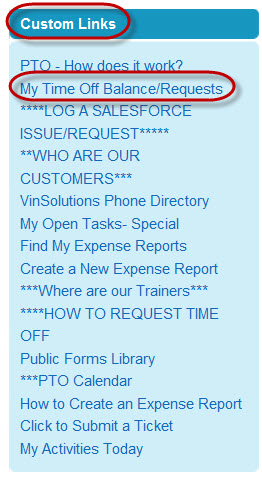 Custom Links
PTO - How does it work?
My Time Off Balance/Requests
****LOG A SALESFORCE
ISSUE/REQUEST*****
**WHO ARE OUR
CUSTOMERS***
VinSolutions Phone Directory
My Open Tasks- Special
Find My Expense Reports
Create a New Expense Report
***Where are our Trainers***
****HOW TO REQUEST TIME
OFF
Public Forms Library
***PTO Calendar
How to Create an Expense Report
Click to Submit a Ticket
My Activities Today